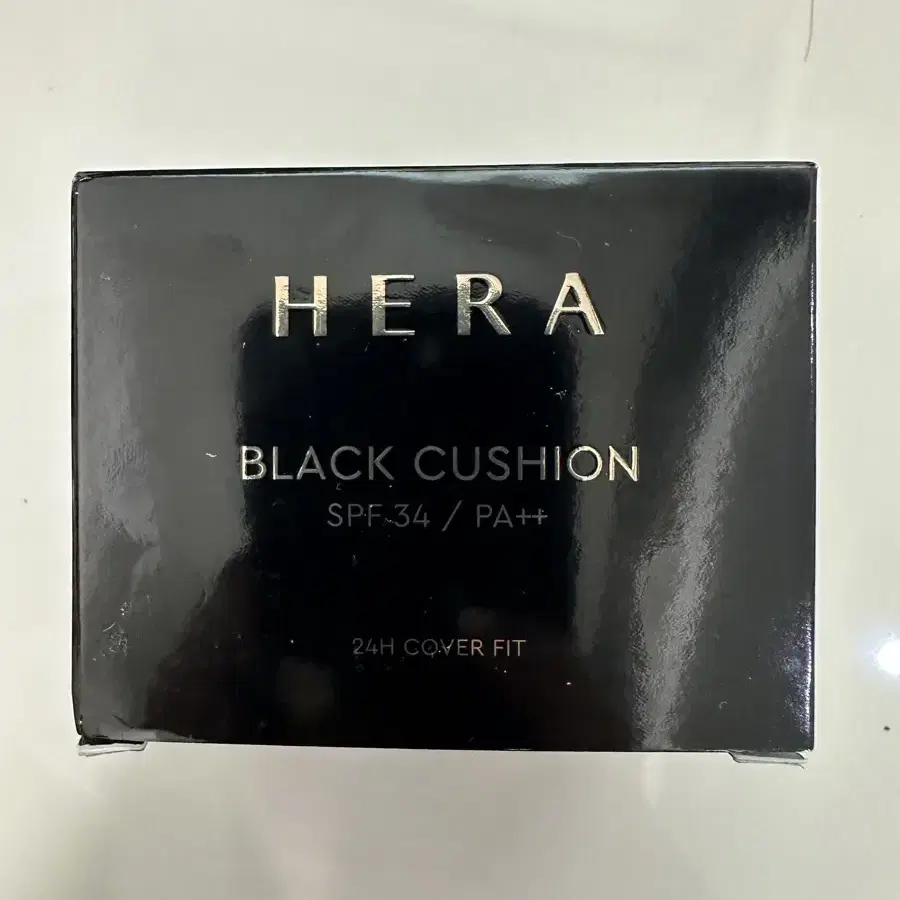 HERA
BLACK CUSHION
SPF 34 / PA++
24H COVER FIT